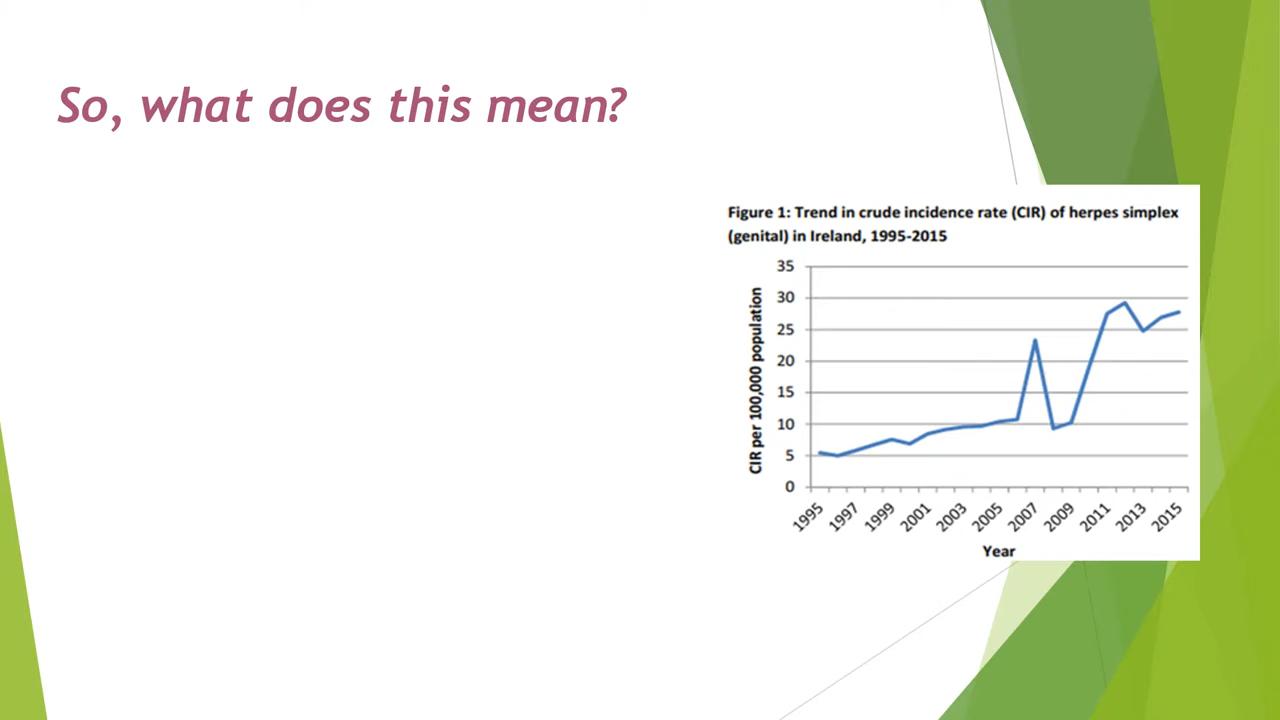 So, what does this mean?
Figure 1: Trend in crude incidence rate (CIR) of herpes simplex
(genital) in Ireland, 1995-2015
CIR per 100,000 population
35
30
25
20
15
10
5
0
1995 1997 1999 2001 2003 2005 2007 2009 2011 2013 2015
Year